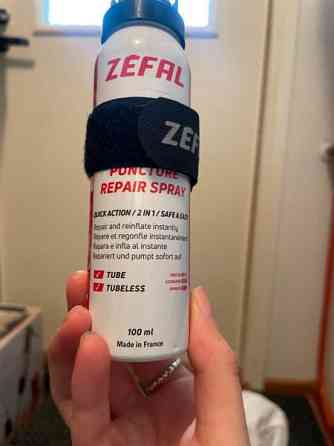 ZÉFAL
ZEF
PUNCTURE
REPAIR SPRAY
QUICK ACTION / 2 IN 1 / SAFE & EASY
Repair and reinflate instantly
Répare et regonfle instantanément
Repara e infla al instante
Repariert und pumpt sofort auf
TUBE
TUBELESS
100 ml
Made in France